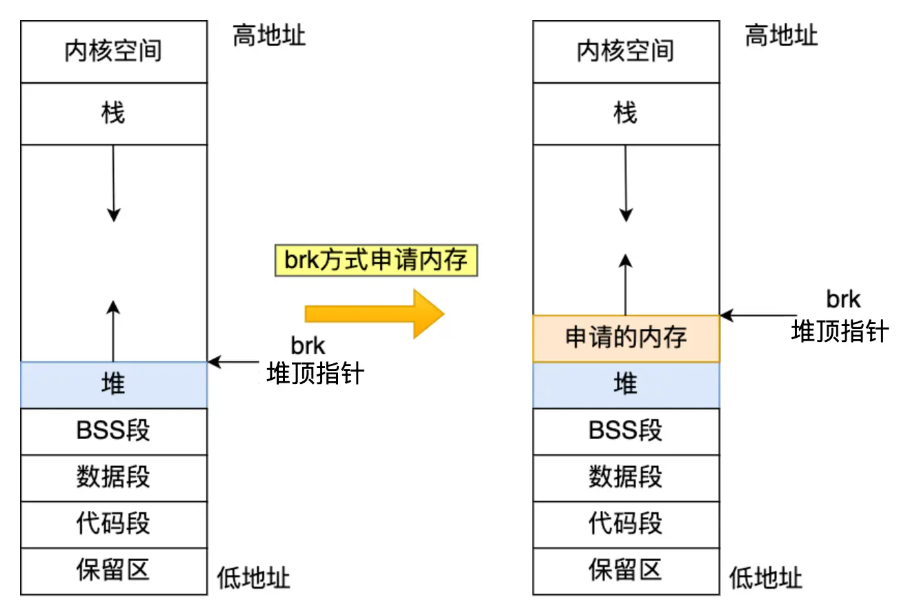 内核空间
高地址
栈
brk
堆顶指针
堆
BSS段
数据段
代码段
保留区
低地址
brk方式申请内存
内核空间
高地址
栈
申请的内存
brk
堆顶指针
堆
BSS段
数据段
代码段
保留区
低地址